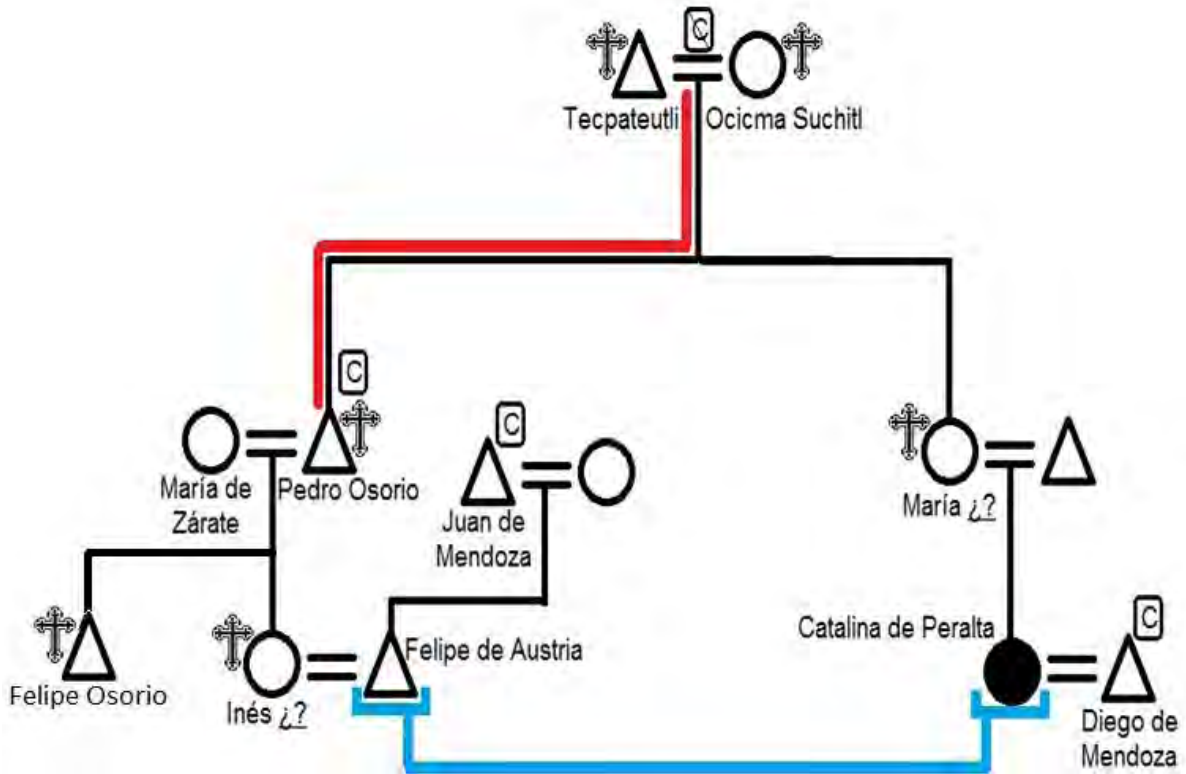 C
Tecpateutli
Ocicma Suchitl
C
C
María de
Zárate
Pedro Osorio
Juan de
Mendoza
María ¿?
Catalina de Peralta
C
Felipe de Austria
Felipe Osorio
Inés ¿?
Diego de
Mendoza